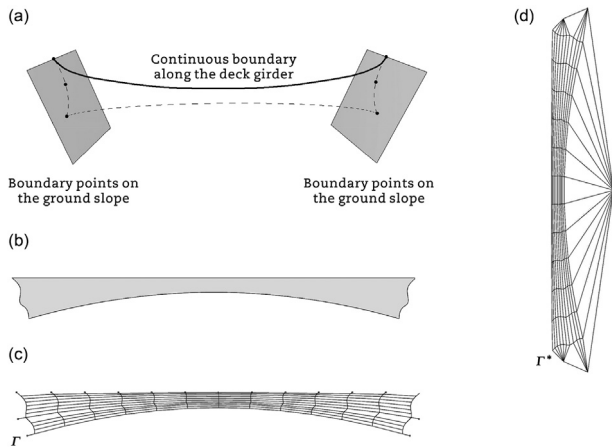 (a)
Continuous boundary
along the deck girder
Boundary points on
the ground slope
Boundary points on
the ground slope
(b)
(c)
Γ
(d)
Γ*